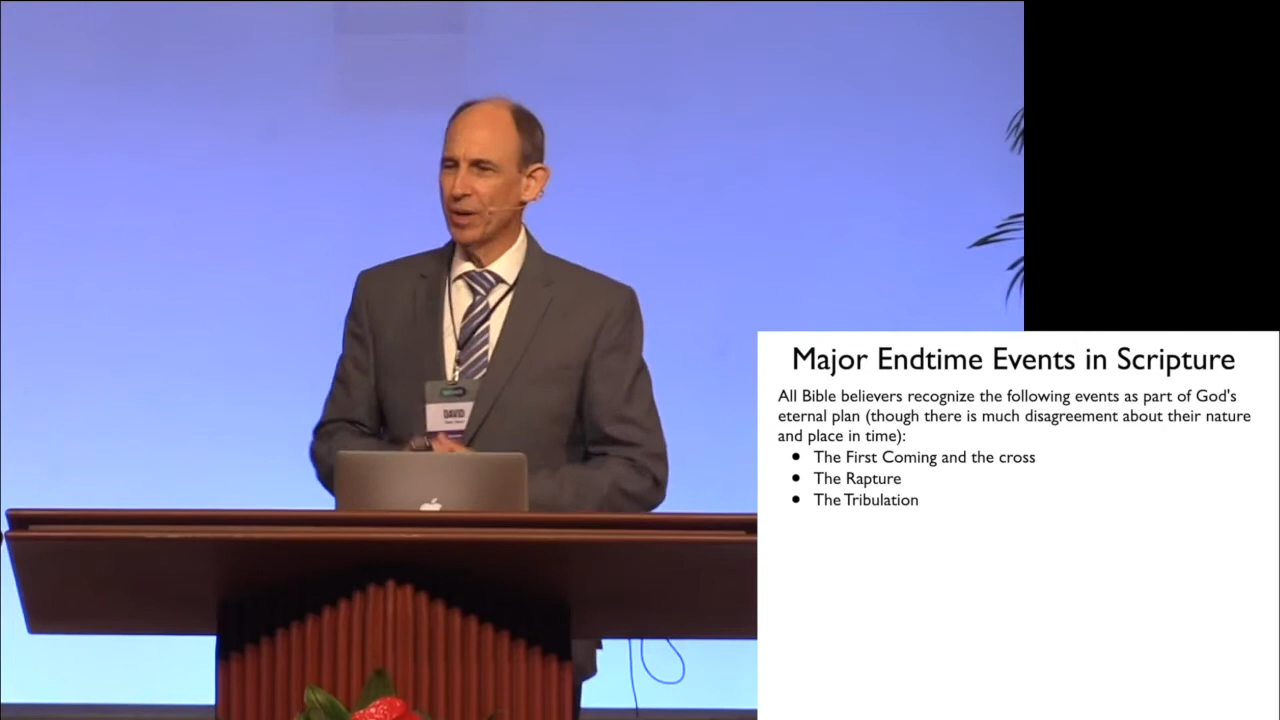 DAVID
Major Endtime Events in Scripture
All Bible believers recognize the following events as part of God's
eternal plan (though there is much disagreement about their nature
and place in time):
• The First Coming and the cross
• The Rapture
• The Tribulation